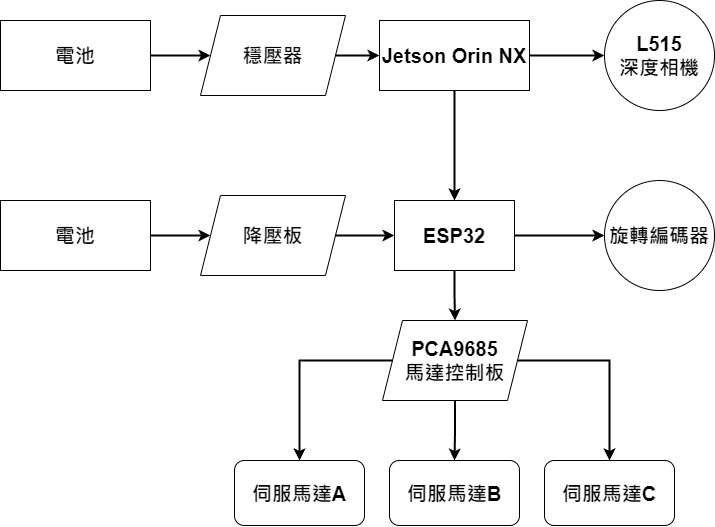 電池
穩壓器
Jetson Orin NX
L515
深度相機
電池
降壓板
ESP32
旋轉編碼器
PCA9685
馬達控制板
伺服馬達A
伺服馬達B
伺服馬達C